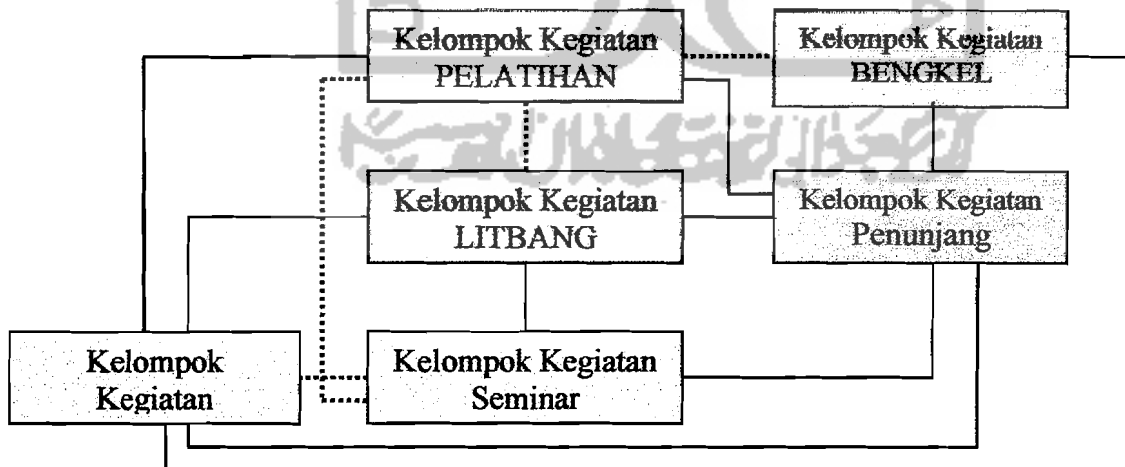 Kelompok Kegiatan
PELATIHAN
Kelompok Kegiatan
BENGKEL
Kelompok Kegiatan
LITBANG
Kelompok Kegiatan
Penunjang
Kelompok
Kegiatan
Kelompok Kegiatan
Seminar